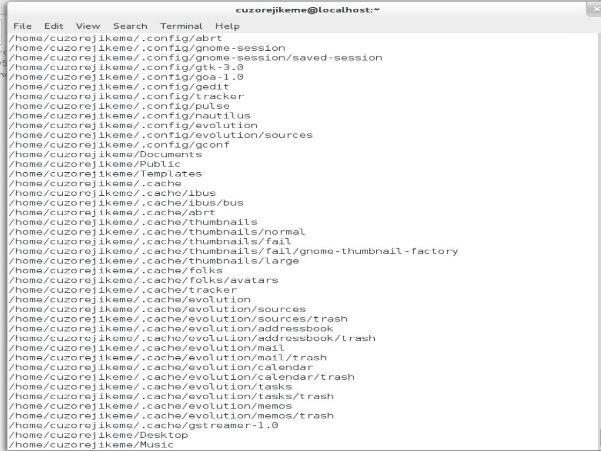 cuzorejikeme@localhost:~
File Edit View Search Terminal Help
/home/cuzorejikeme/.config/abrt
/home/cuzorejikeme/.config/gnome-session
/home/cuzorejikeme/.config/gnome-session/saved-session
/home/cuzorejikeme/.config/gtk-3.0
/home/cuzorejikeme/.config/goa-1.0
/home/cuzorejikeme/.config/gedit
/home/cuzorejikeme/.config/tracker
/home/cuzorejikeme/.config/pulse
/home/cuzorejikeme/.config/nautilus
/home/cuzorejikeme/.config/evolution
/home/cuzorejikeme/.config/evolution/sources
/home/cuzorejikeme/.config/gconf
/home/cuzorejikeme/Documents
/home/cuzorejikeme/Public
/home/cuzorejikeme/Templates
/home/cuzorejikeme/.cache
/home/cuzorejikeme/.cache/ibus
/home/cuzorejikeme/.cache/ibus/bus
/home/cuzorejikeme/.cache/abrt
/home/cuzorejikeme/.cache/thumbnails
/home/cuzorejikeme/.cache/thumbnails/normal
/home/cuzorejikeme/.cache/thumbnails/fail
/home/cuzorejikeme/.cache/thumbnails/fail/gnome-thumbnail-factory
/home/cuzorejikeme/.cache/thumbnails/large
/home/cuzorejikeme/.cache/folks
/home/cuzorejikeme/.cache/folks/avatars
/home/cuzorejikeme/.cache/tracker
/home/cuzorejikeme/.cache/evolution
/home/cuzorejikeme/.cache/evolution/sources
/home/cuzorejikeme/.cache/evolution/sources/trash
/home/cuzorejikeme/.cache/evolution/addressbook
/home/cuzorejikeme/.cache/evolution/addressbook/trash
/home/cuzorejikeme/.cache/evolution/mail
/home/cuzorejikeme/.cache/evolution/mail/trash
/home/cuzorejikeme/.cache/evolution/calendar
/home/cuzorejikeme/.cache/evolution/calendar/trash
/home/cuzorejikeme/.cache/evolution/tasks
/home/cuzorejikeme/.cache/evolution/tasks/trash
/home/cuzorejikeme/.cache/evolution/memos
/home/cuzorejikeme/.cache/evolution/memos/trash
/home/cuzorejikeme/.cache/gstreamer-1.0
/home/cuzorejikeme/Desktop
/home/cuzorejikeme/Music